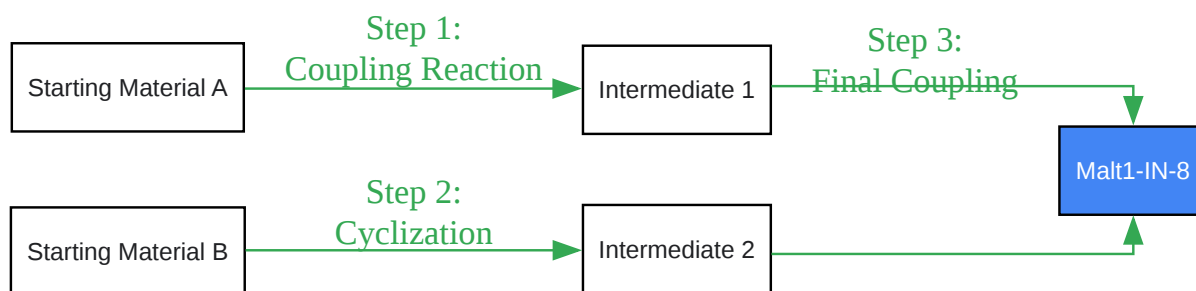 Step 1:
Coupling Reaction
Step 3:
Final Coupling
Starting Material A
Intermediate 1
Malt1-IN-8
Step 2:
Cyclization
Starting Material B
Intermediate 2